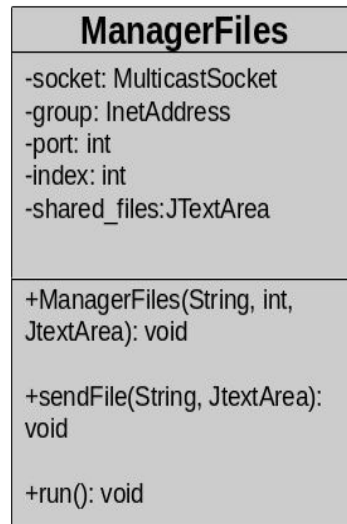 ManagerFiles
-socket: MulticastSocket
-group: InetAddress
-port: int
-index: int
-shared_files:JTextArea
+ManagerFiles(String, int,
JtextArea): void
+sendFile(String, JtextArea):
void
+run(): void